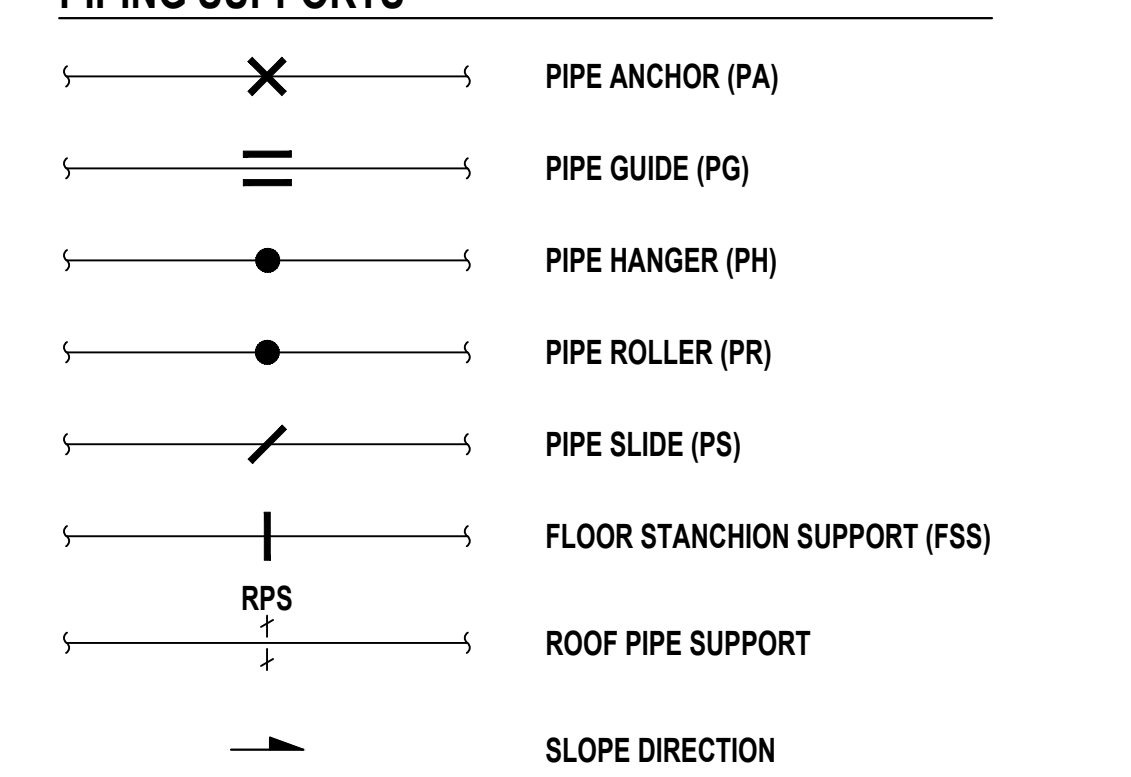 PIPING SUPPORTS
PIPE ANCHOR (PA)
PIPE GUIDE (PG)
PIPE HANGER (PH)
PIPE ROLLER (PR)
PIPE SLIDE (PS)
FLOOR STANCHION SUPPORT (FSS)
RPS
ROOF PIPE SUPPORT
SLOPE DIRECTION